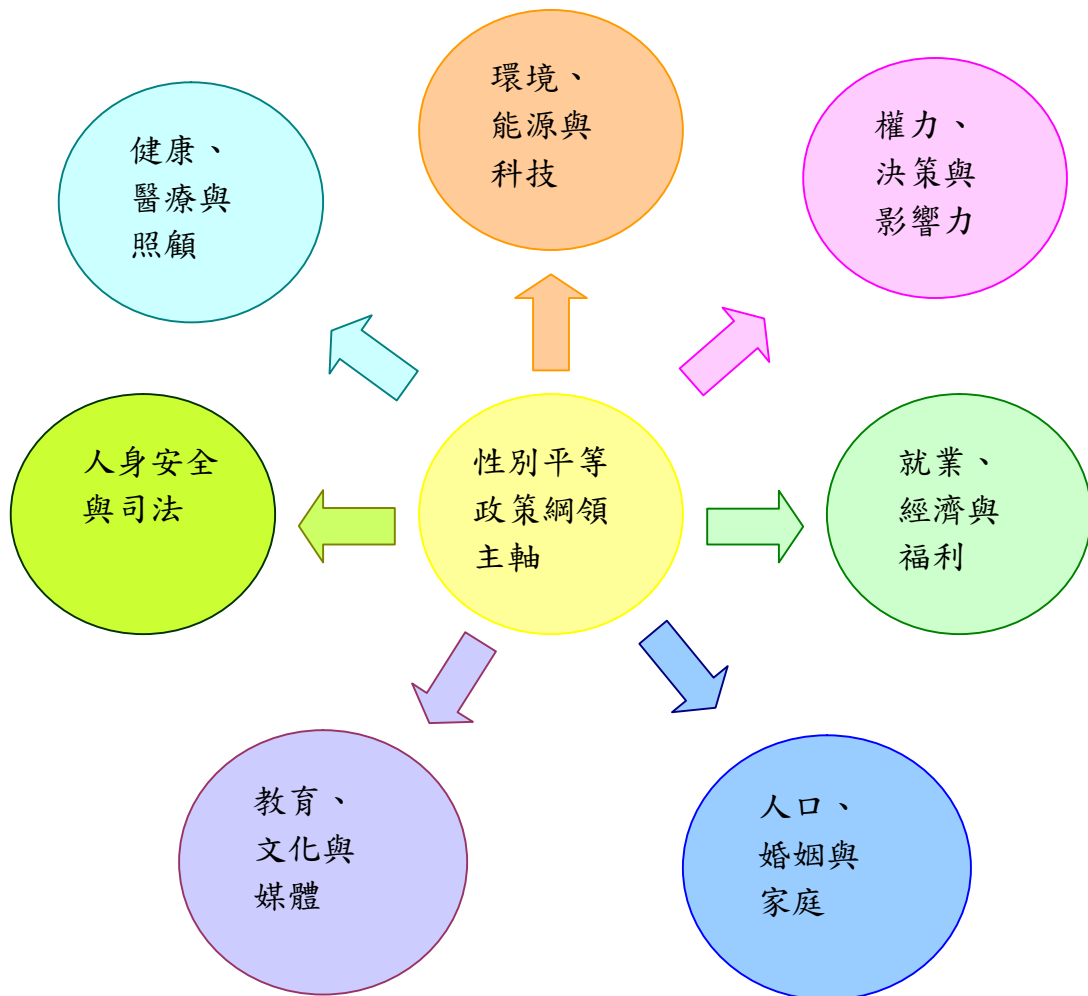 環境、
能源與
科技
權力、
決策與
影響力
健康、
醫療與
照顧
人身安全
與司法
性別平等
政策綱領
主軸
就業、
經濟與
福利
教育、
文化與
媒體
人口、
婚姻與
家庭